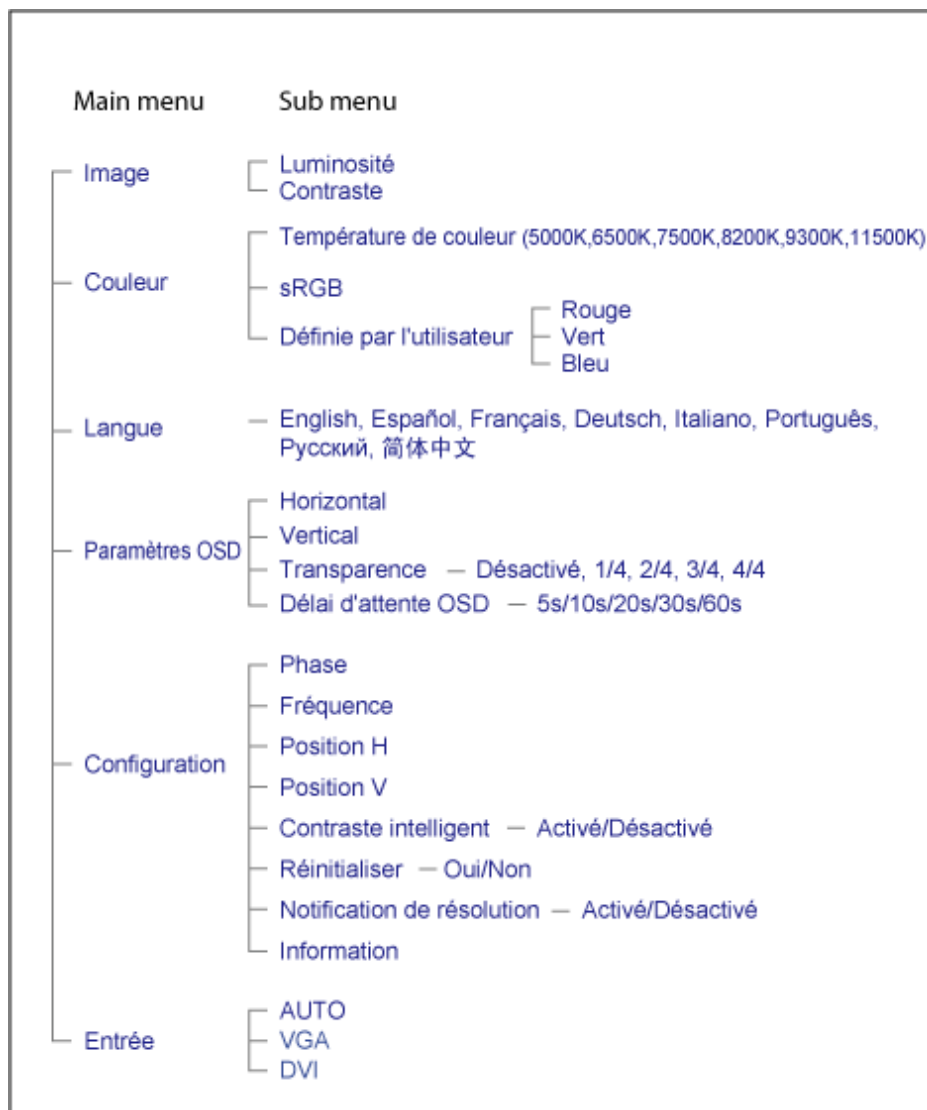 Main menu Sub menu
Image
Luminosité
Contraste
Couleur
Température de couleur (5000K,6500K,7500K,8200K,9300K,11500K)
sRGB
Définie par l'utilisateur
Rouge
Vert
Bleu
Langue
English, Español, Français, Deutsch, Italiano, Português,
Русский, 简体中文
Paramètres OSD
Horizontal
Vertical
Transparence — Désactivé, 1/4, 2/4, 3/4, 4/4
Délai d'attente OSD — 5s/10s/20s/30s/60s
Configuration
Phase
Fréquence
Position H
Position V
Contraste intelligent — Activé/Désactivé
Réinitialiser — Oui/Non
Notification de résolution — Activé/Désactivé
Information
Entrée
AUTO
VGA
DVI